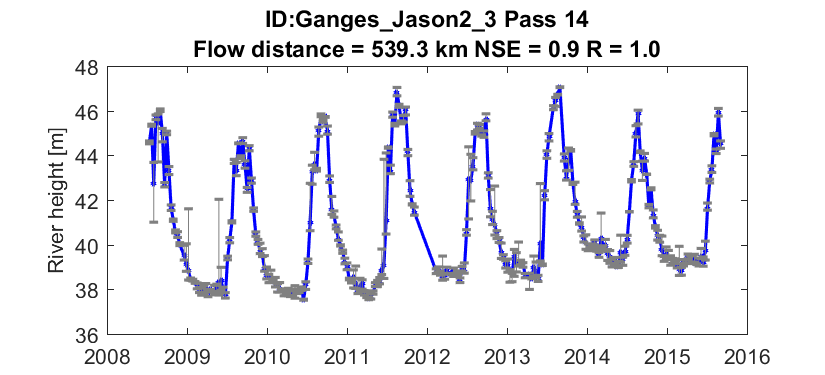 ID:Ganges_Jason2_3 Pass 14
Flow distance = 539.3 km NSE = 0.9 R = 1.0
River height [m]
48
46
44
42
40
38
36
2008 2009 2010 2011 2012 2013 2014 2015 2016